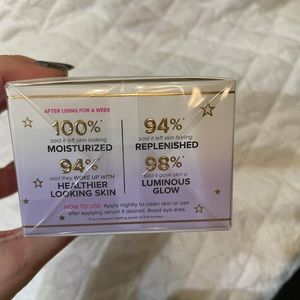 AFTER USING FOR A WEEK
100%*
said it left skin looking
MOISTURIZED
94%*
said it left skin feeling
REPLENISHED
94%*
said they WOKE UP WITH
HEALTHIER
LOOKING SKIN
98%*
said it gave skin a
LUMINOUS
GLOW
HOW TO USE: Apply nightly to clean skin or use
after applying serum if desired. Avoid eye area.